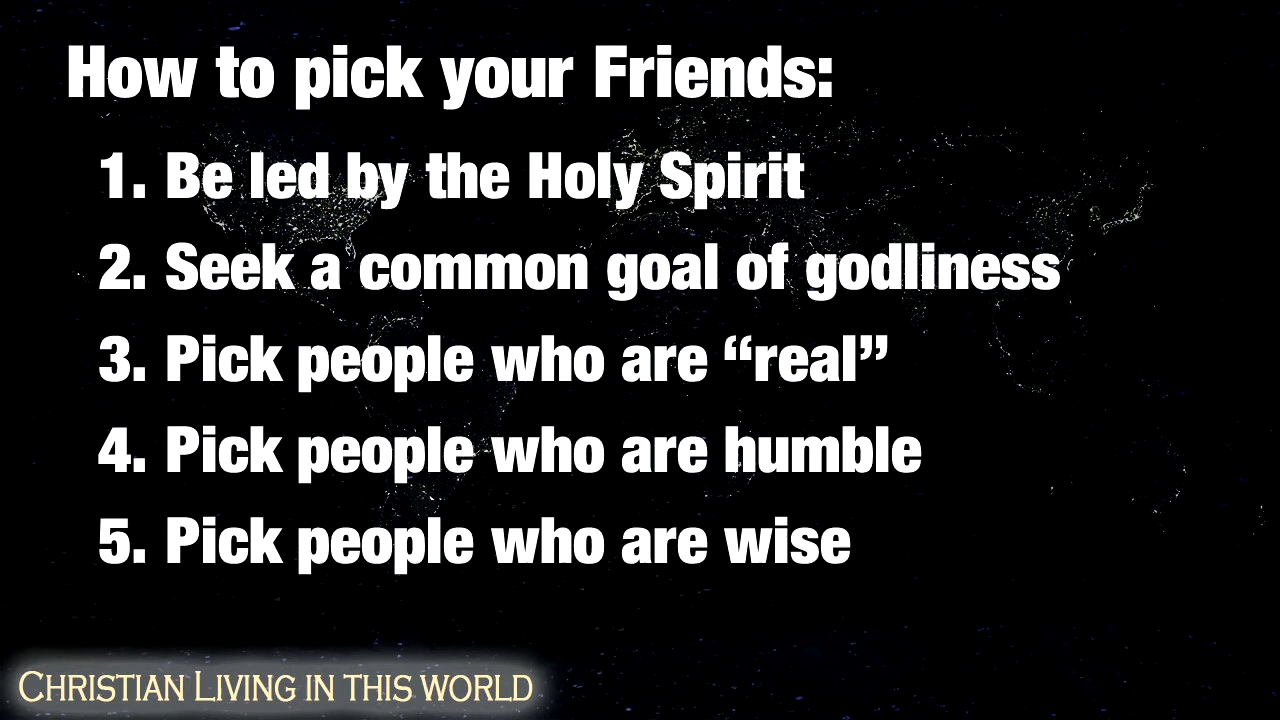 How to pick your Friends:
1. Be led by the Holy Spirit
2. Seek a common goal of godliness
3. Pick people who are “real”
4. Pick people who are humble
5. Pick people who are wise
Christian Living in this world